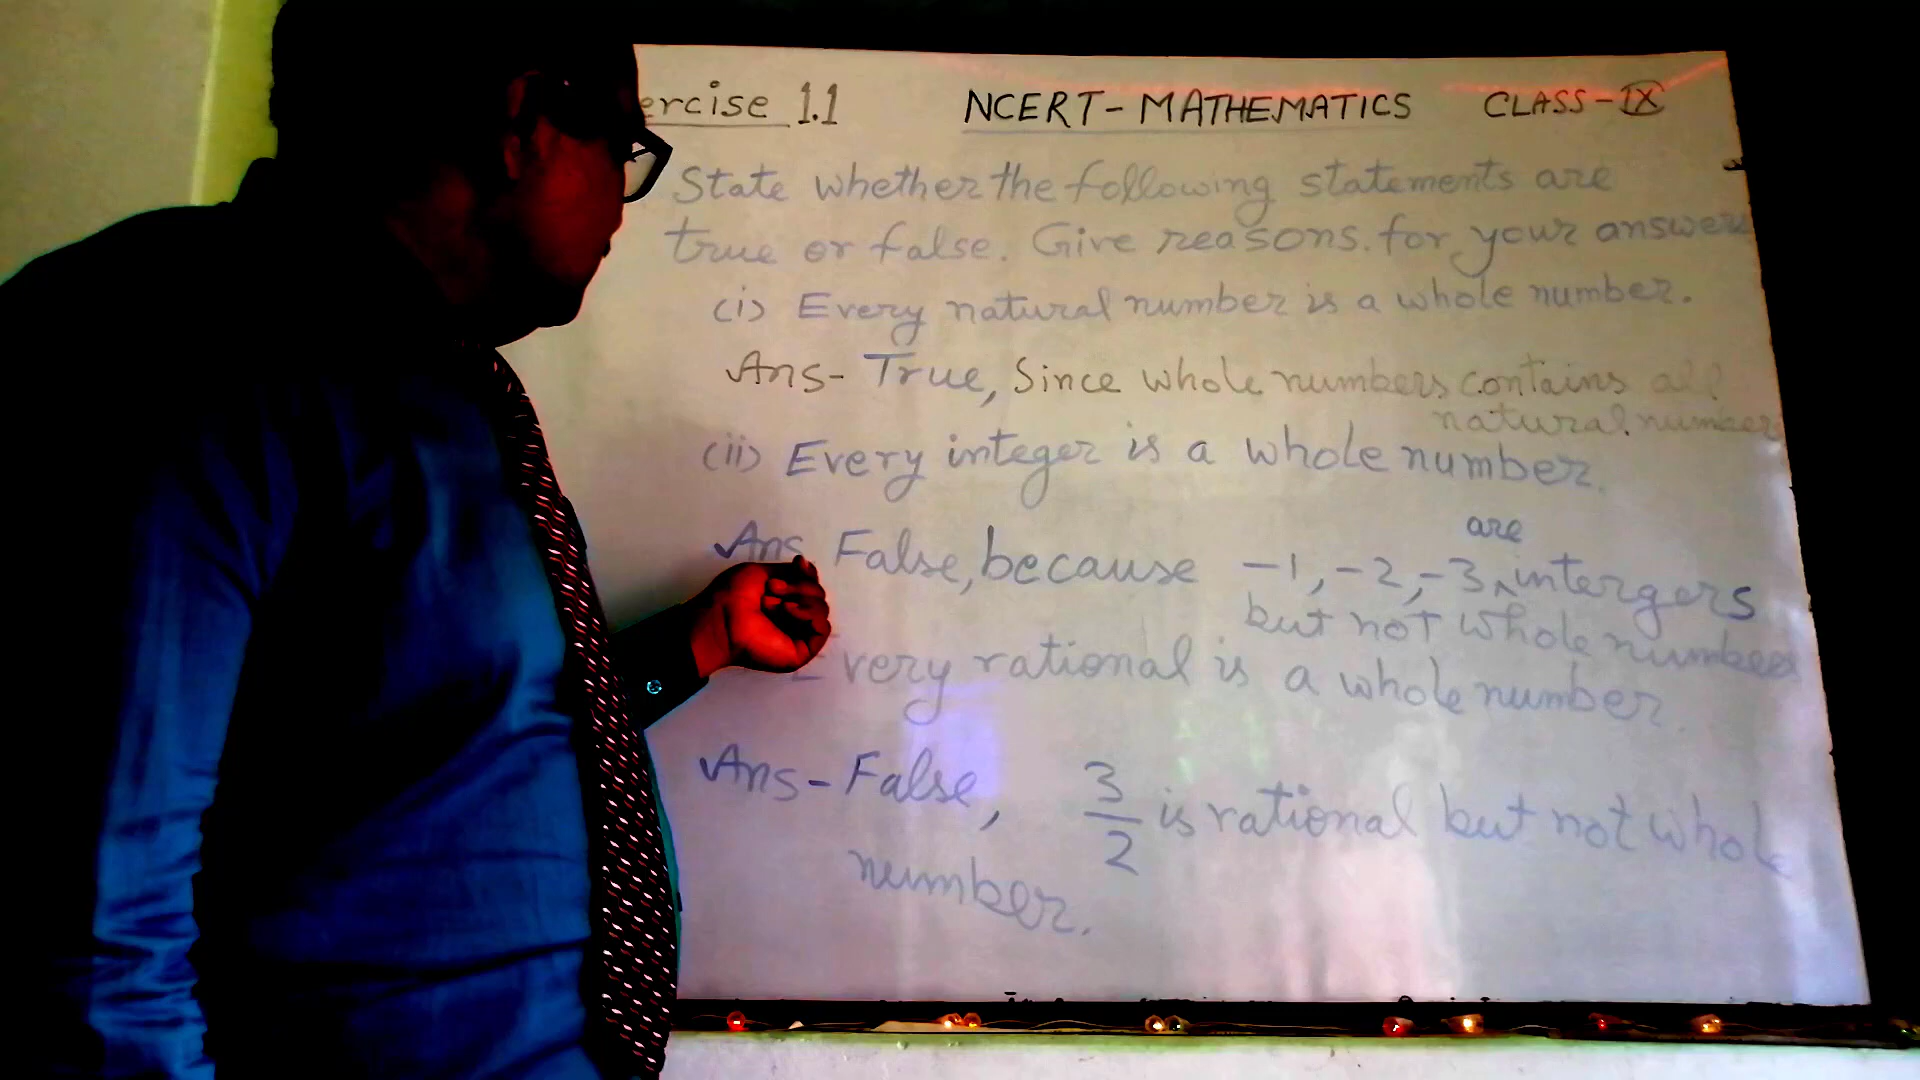 ercise 1.1 NCERT-MATHEMATICS CLASS-IX
State whether the following statements are
true or false. Give reasons. for your answer
(i) Every natural number is a whole number.
Ans- True, Since whole numbers contains all
natural numbers
(ii) Every integer is a whole number.
are
Ans False, because -1, -2, -3, ^ intergers
but not whole numbers
Every rational is a whole number.
Ans- False, 3/2 is rational but not whole
number.